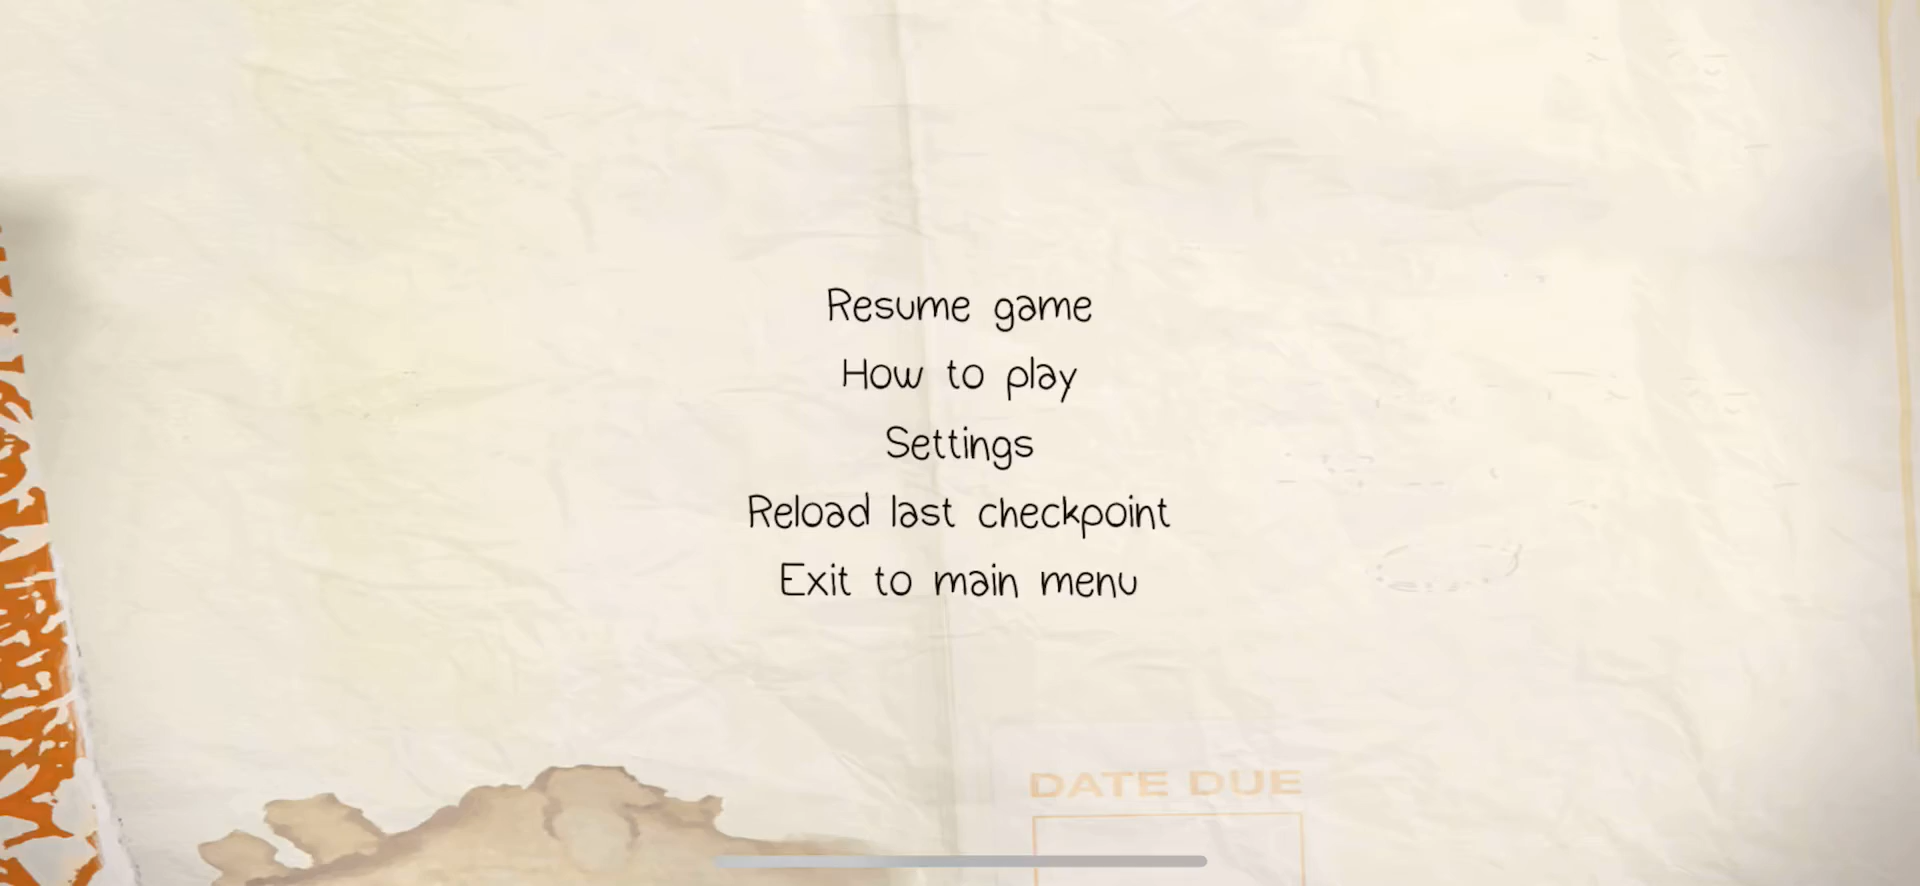 Resume game
How to play
Settings
Reload last checkpoint
Exit to main menu
DATE DUE